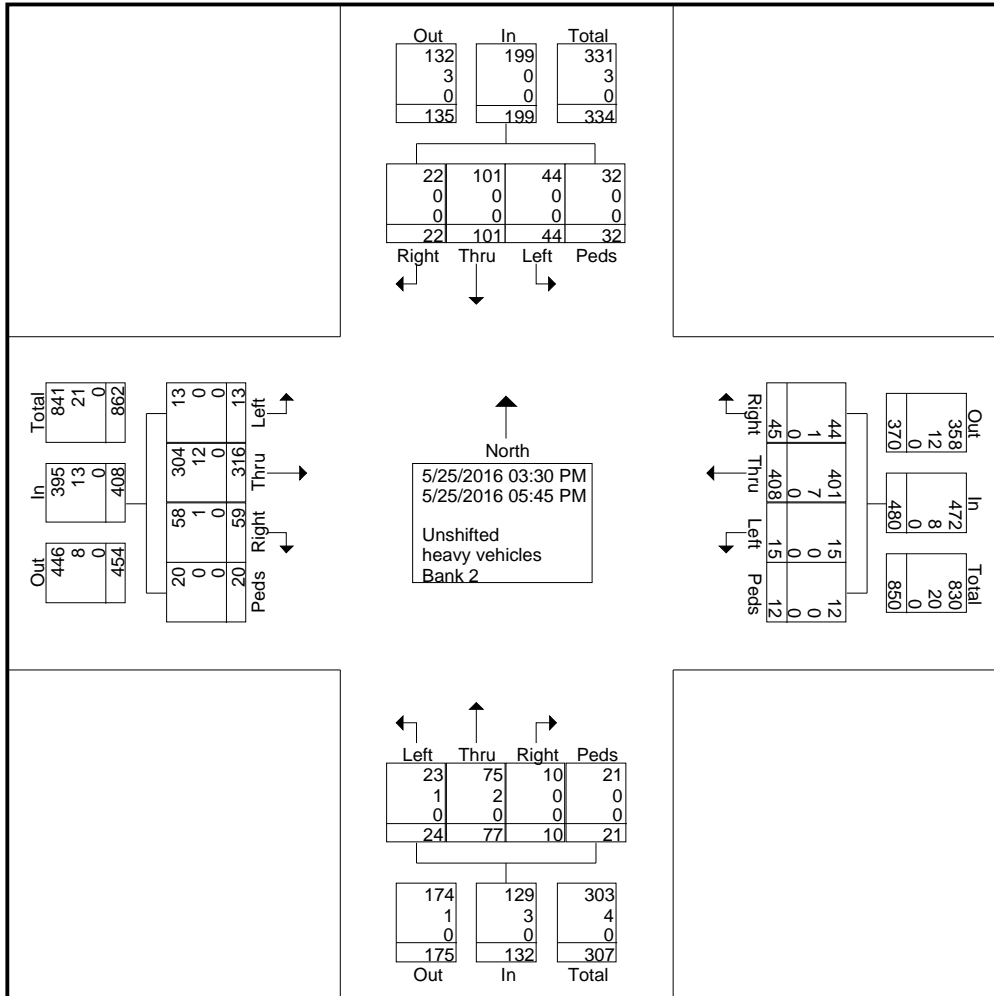 Out In Total
132 199 331
3 0 3
0 0 0
135 199 334
22 101 44 32
0 0 0 0
0 0 0 0
22 101 44 32
Right Thru Left Peds
Total In Out
841 395 446
21 13 8
0 0 0
862 408 454
13 304 58 20
0 12 1 0
0 0 0 0
13 316 59 20
Left Thru Right Peds
North
5/25/2016 03:30 PM
5/25/2016 05:45 PM
Unshifted
heavy vehicles
Bank 2
Right Thru Left Peds
45 408 15 12
0 0 0 0
1 7 0 0
44 401 15 12
Out In Total
370 480 850
0 0 0
12 8 20
358 472 830
Left Thru Right Peds
23 75 10 21
1 2 0 0
0 0 0 0
24 77 10 21
174 129 303
1 3 4
0 0 0
175 132 307
Out In Total